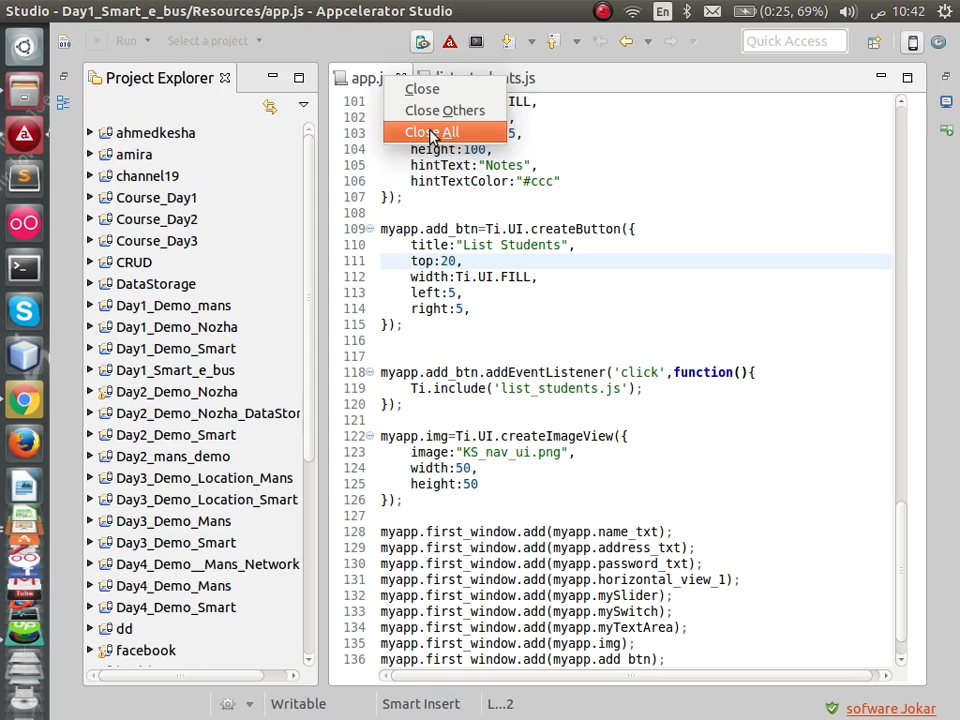 Studio - Day1_Smart_e_bus/Resources/app.js - Appcelerator Studio
En
(0:25, 69%)
10:42 ص
Run
Select a project
Quick Access
Project Explorer
ahmedkesha
amira
channel19
Course_Day1
Course_Day2
Course_Day3
CRUD
DataStorage
Day1_Demo_mans
Day1_Demo_Nozha
Day1_Demo_Smart
Day1_Smart_e_bus
Day2_Demo_Nozha
Day2_Demo_Nozha_DataStor
Day2_Demo_Smart
Day2_mans_demo
Day3_Demo_Location_Mans
Day3_Demo_Location_Smart
Day3_Demo_Mans
Day3_Demo_Smart
Day4_Demo__Mans_Network
Day4_Demo_Mans
Day4_Demo_Smart
dd
facebook
Close
Close Others
Close All
101 FILL,
102 ,
103 5,
104 height:100,
105 hintText:"Notes",
106 hintTextColor:"#ccc"
107 });
108
109 myapp.add_btn=Ti.UI.createButton({
110 title:"List Students",
111 top:20,
112 width:Ti.UI.FILL,
113 left:5,
114 right:5,
115 });
116
117
118 myapp.add_btn.addEventListener('click',function(){
119 Ti.include('list_students.js');
120 });
121
122 myapp.img=Ti.UI.createImageView({
123 image:"KS_nav_ui.png",
124 width:50,
125 height:50
126 });
127
128 myapp.first_window.add(myapp.name_txt);
129 myapp.first_window.add(myapp.address_txt);
130 myapp.first_window.add(myapp.password_txt);
131 myapp.first_window.add(myapp.horizontal_view_1);
132 myapp.first_window.add(myapp.mySlider);
133 myapp.first_window.add(myapp.mySwitch);
134 myapp.first_window.add(myapp.myTextArea);
135 myapp.first_window.add(myapp.img);
136 myapp.first_window.add(myapp.add btn);
Writable
Smart Insert
L...2
sofware Jokar